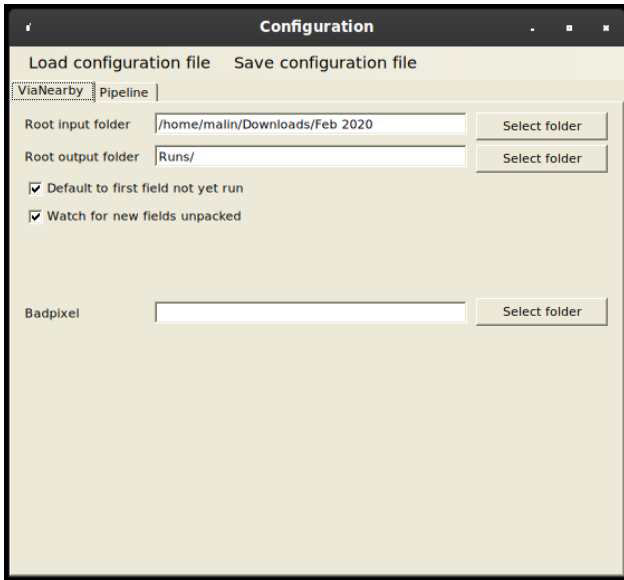 Configuration
Load configuration file Save configuration file
ViaNearby Pipeline
Root input folder /home/malin/Downloads/Feb 2020 Select folder
Root output folder Runs/ Select folder
Default to first field not yet run
Watch for new fields unpacked
Badpixel Select folder